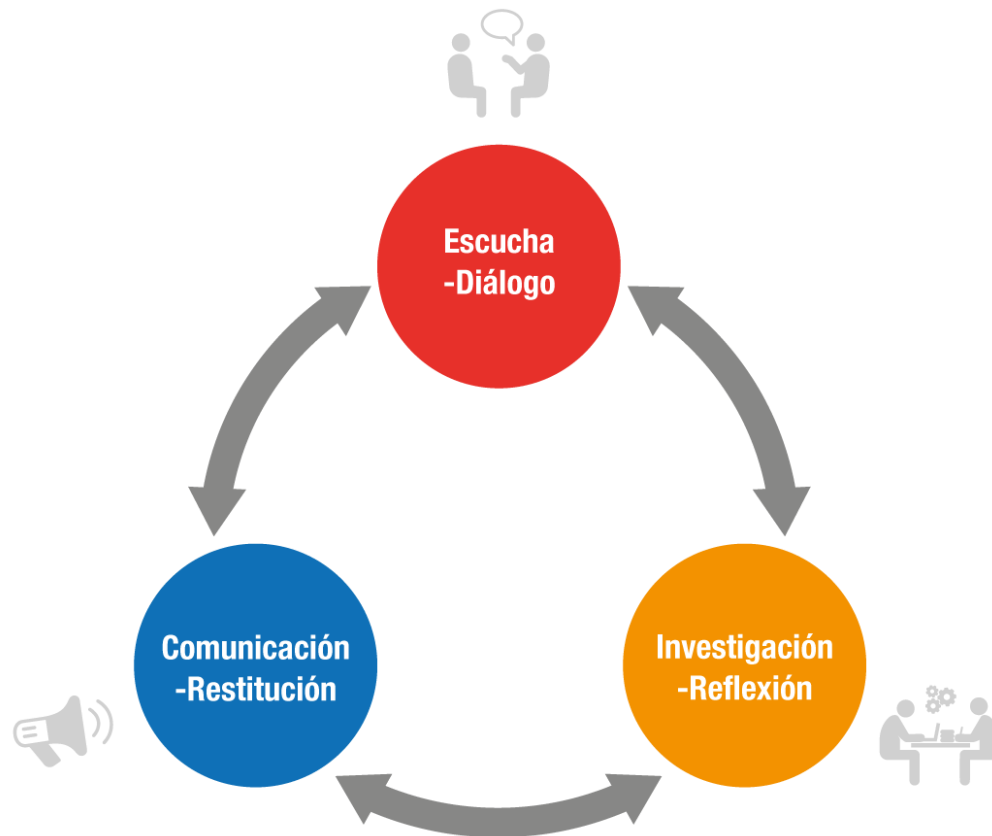 Escucha
-Diálogo
Comunicación
-Restitución
Investigación
-Reflexión